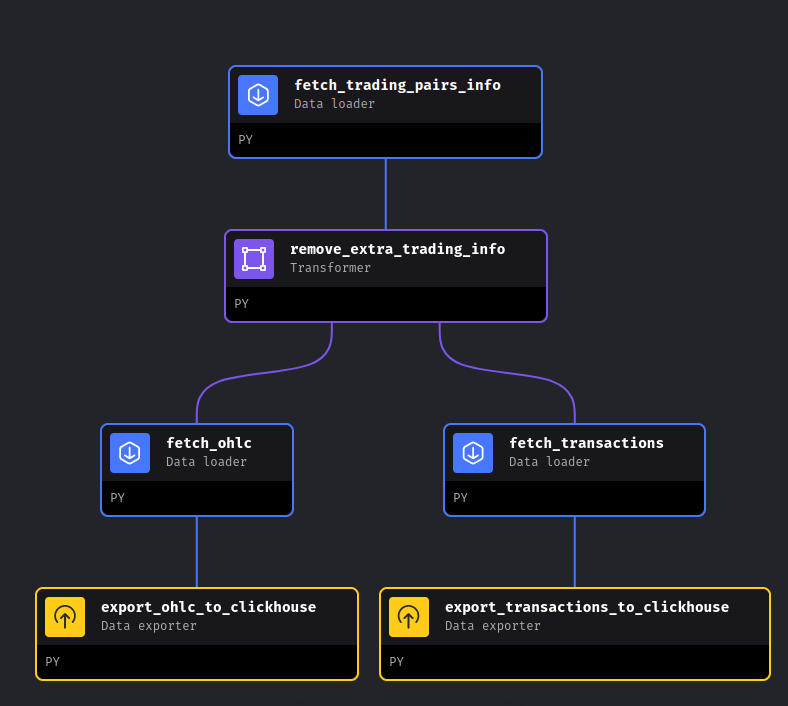 fetch_trading_pairs_info
Data loader
PY
remove_extra_trading_info
Transformer
PY
fetch_ohlc
Data loader
PY
fetch_transactions
Data loader
PY
export_ohlc_to_clickhouse
Data exporter
PY
export_transactions_to_clickhouse
Data exporter
PY